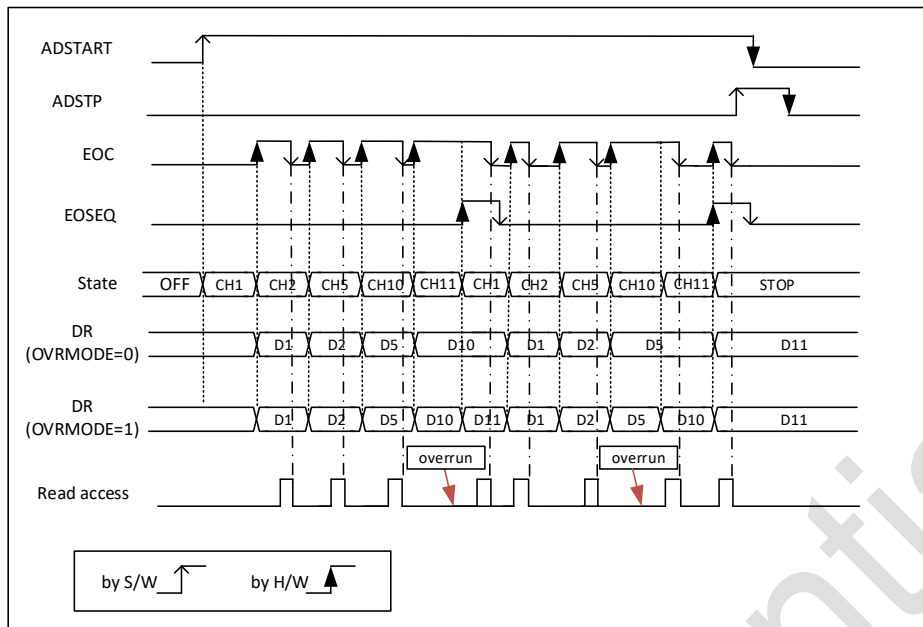 ADSTART
ADSTP
EOC
EOSEQ
State OFF CH1 CH2 CH5 CH10 CH11 CH1 CH2 CH5 CH10 CH11 STOP
DR
(OVRMODE=0) D1 D2 D5 D10 D1 D2 D5 D11
DR
(OVRMODE=1) D1 D2 D5 D10 D11 D1 D2 D5 D10 D11
overrun overrun
Read access
by S/W by H/W